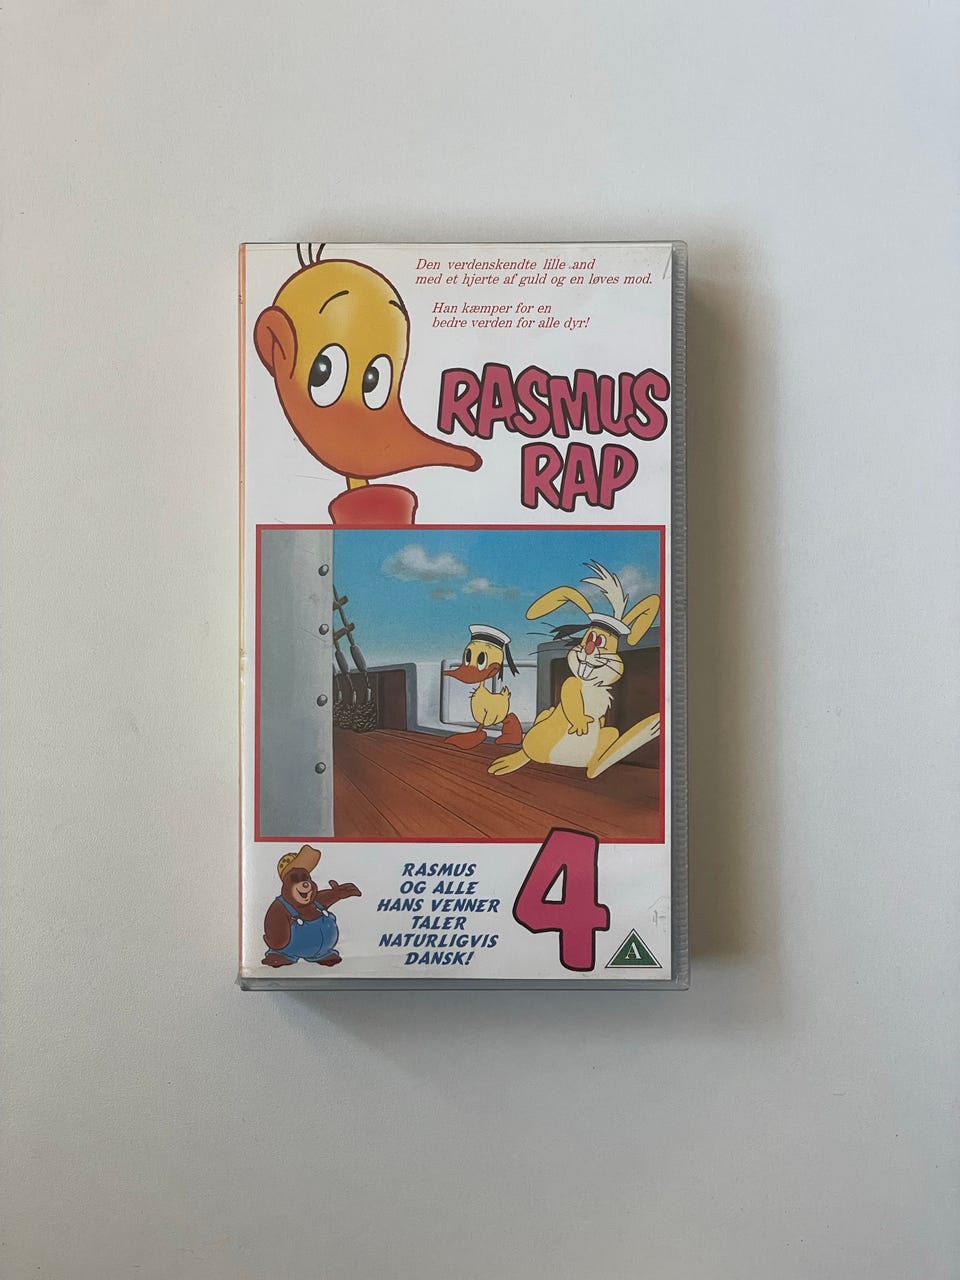 Den verdenskendte lille and
med et hjerte af guld og en løves mod.
Han kæmper for en
bedre verden for alle dyr!
RASMUS
RAP
RASMUS
OG ALLE
HANS VENNER
TALER
NATURLIGVIS
DANSK!
4
A